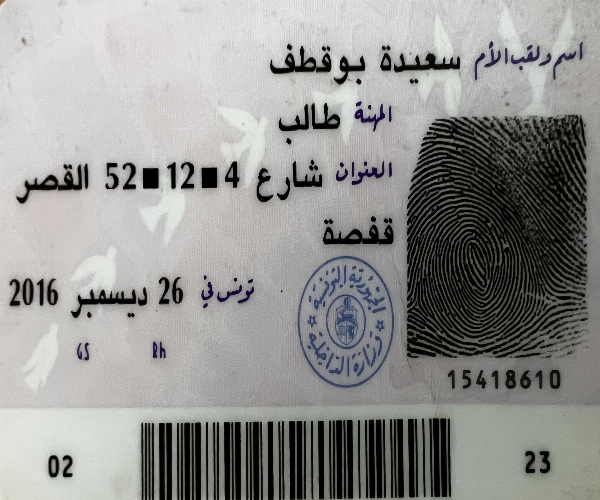 اسم ولقب الأم سعيدة بوقطف
المهنة طالب
العنوان شارع 4■12■52 القصر
قفصة
تونس في 26 ديسمبر 2016
الجمهورية التونسية
وزارة الداخلية
GS Rh
15418610
02 23